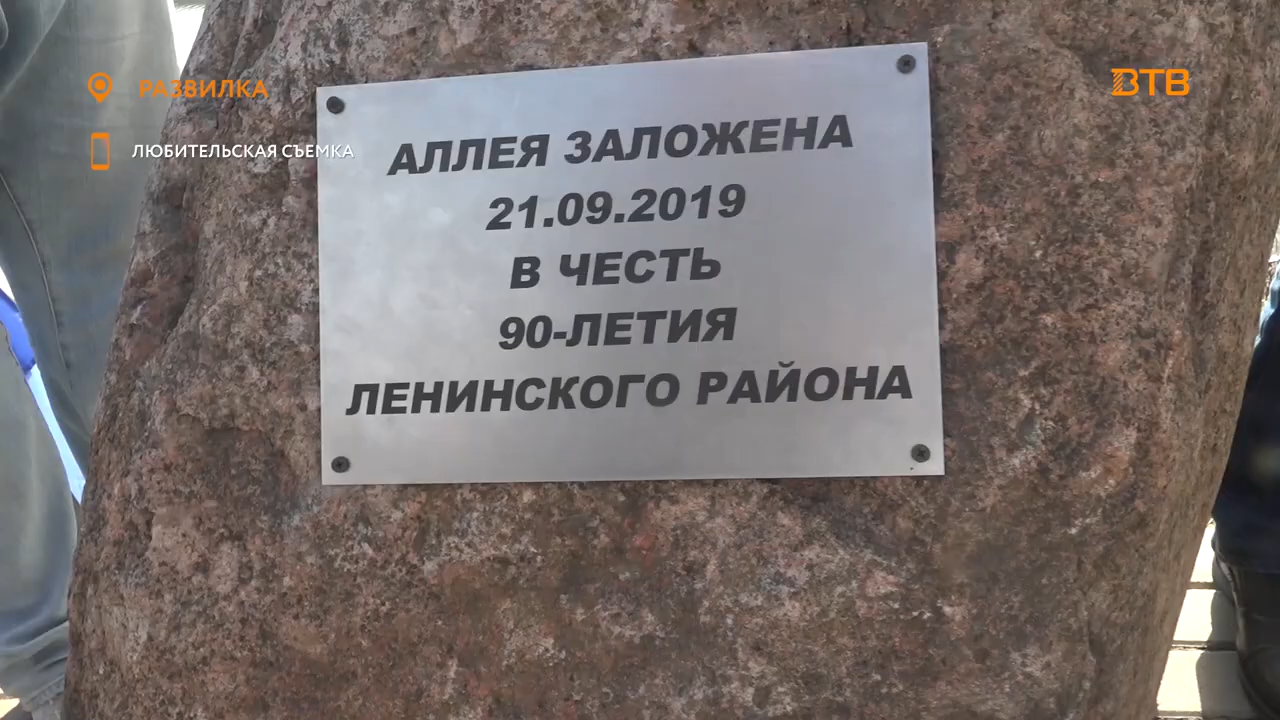 РАЗВИЛКА
ЛЮБИТЕЛЬСКАЯ СЪЕМКА
ВТВ
АЛЛЕЯ ЗАЛОЖЕНА
21.09.2019
В ЧЕСТЬ
90-ЛЕТИЯ
ЛЕНИНСКОГО РАЙОНА